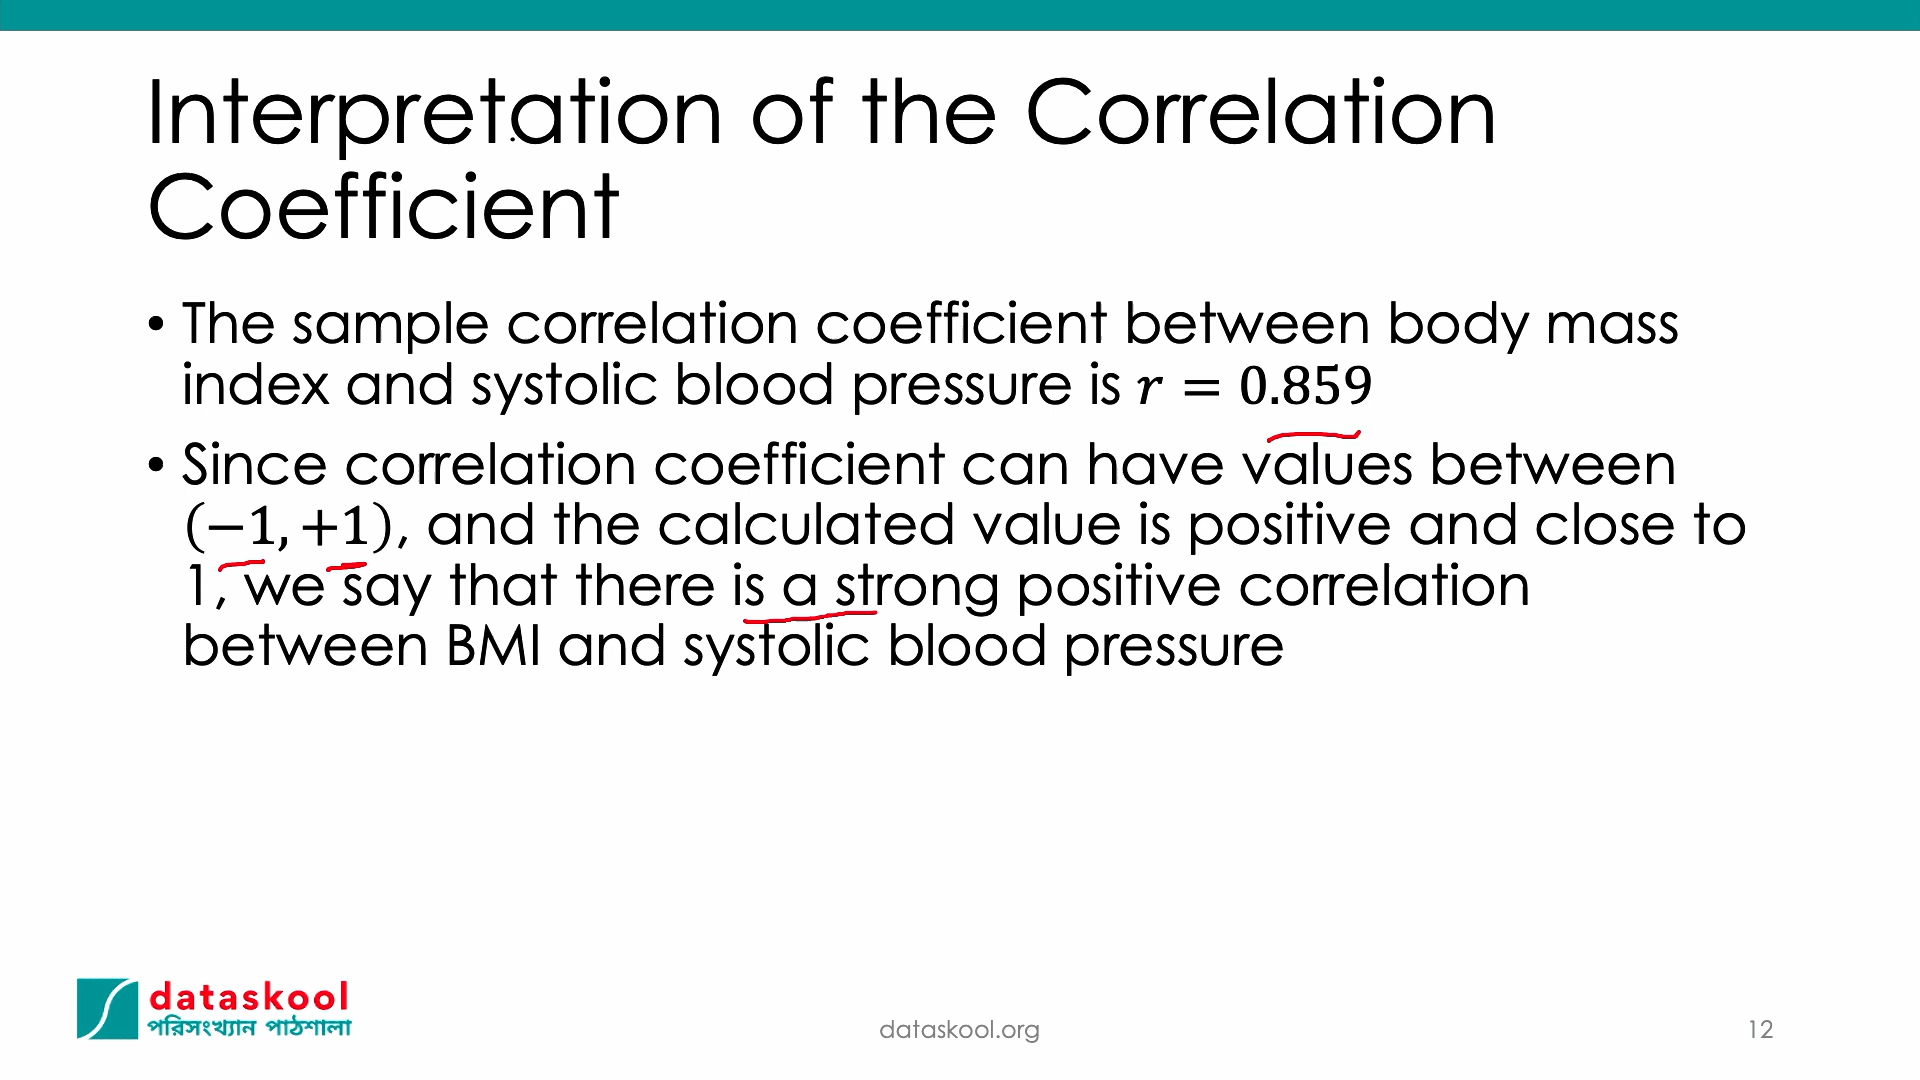 Interpretation of the Correlation
Coefficient
• The sample correlation coefficient between body mass
index and systolic blood pressure is r = 0.859
• Since correlation coefficient can have values between
(−1, +1), and the calculated value is positive and close to
1, we say that there is a strong positive correlation
between BMI and systolic blood pressure
dataskool
পরিসংখ্যান পাঠশালা
dataskool.org
12